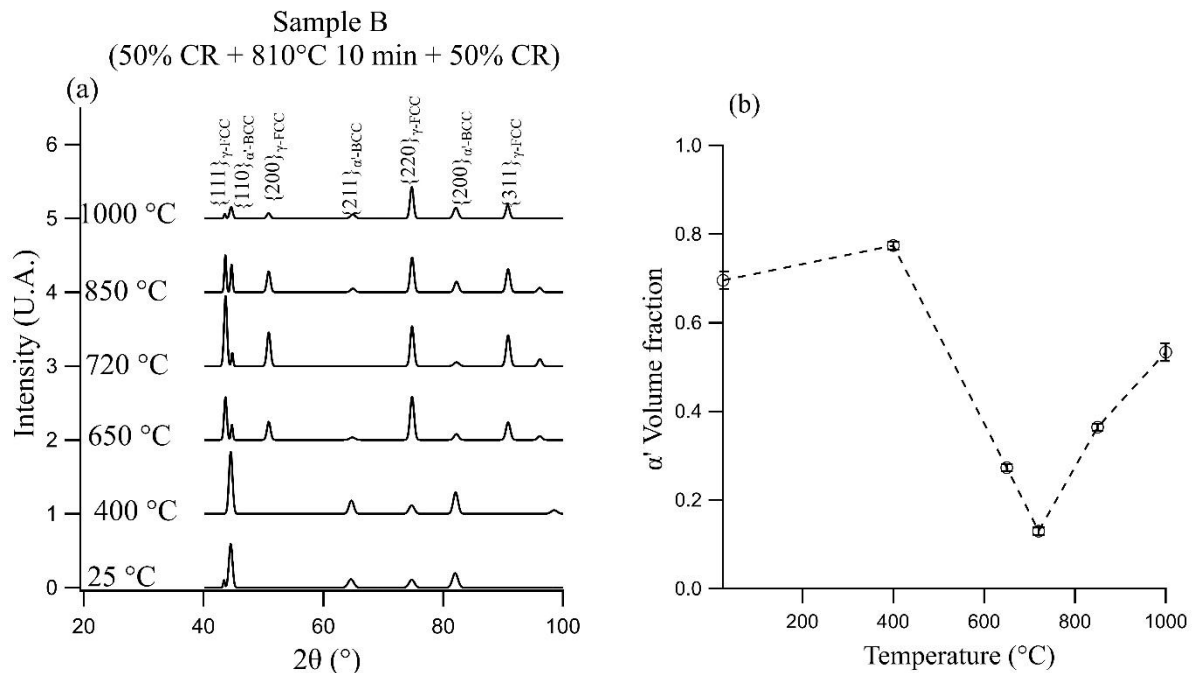 Sample B
(50% CR + 810°C 10 min + 50% CR)
(a)
Intensity (U.A.)
6
5
4
3
2
1
0
{111}γ-FCC
{110}α'-BCC
{200}γ-FCC
{211}α'-BCC
{220}γ-FCC
{200}α'-BCC
{311}γ-FCC
1000 °C
850 °C
720 °C
650 °C
400 °C
25 °C
20
40
60
80
100
2θ (°)
(b)
α' Volume fraction
1.0
0.8
0.6
0.4
0.2
0.0
200
400
600
800
1000
Temperature (°C)